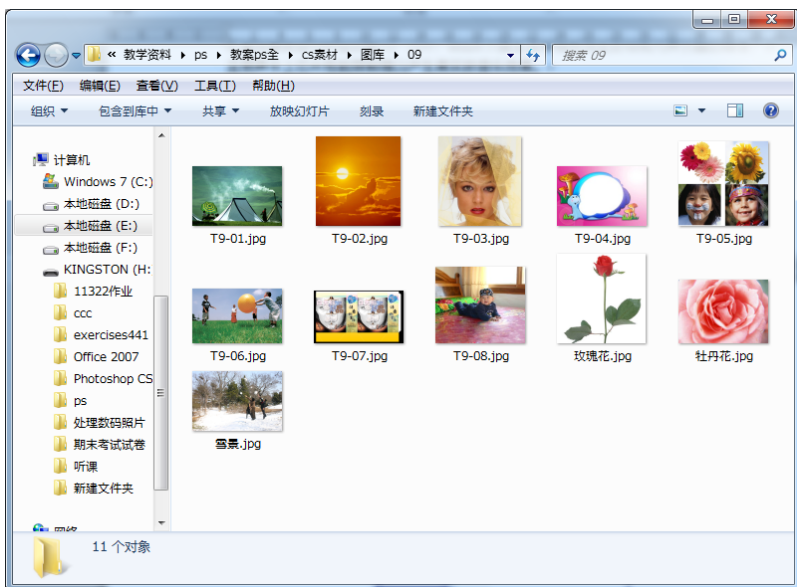 « 教学资料 ▸ ps ▸ 教案ps全 ▸ cs素材 ▸ 图库 ▸ 09
搜索 09
文件(F) 编辑(E) 查看(V) 工具(T) 帮助(H)
组织 包含到库中 共享 放映幻灯片 刻录 新建文件夹
计算机
Windows 7 (C:)
本地磁盘 (D:)
本地磁盘 (E:)
本地磁盘 (F:)
KINGSTON (H:
11322作业
ccc
exercises441
Office 2007
Photoshop CS
ps
处理数码照片
期末考试试卷
听课
新建文件夹
网络
T9-01.jpg T9-02.jpg T9-03.jpg T9-04.jpg T9-05.jpg
T9-06.jpg T9-07.jpg T9-08.jpg 玫瑰花.jpg 牡丹花.jpg
雪景.jpg
11 个对象